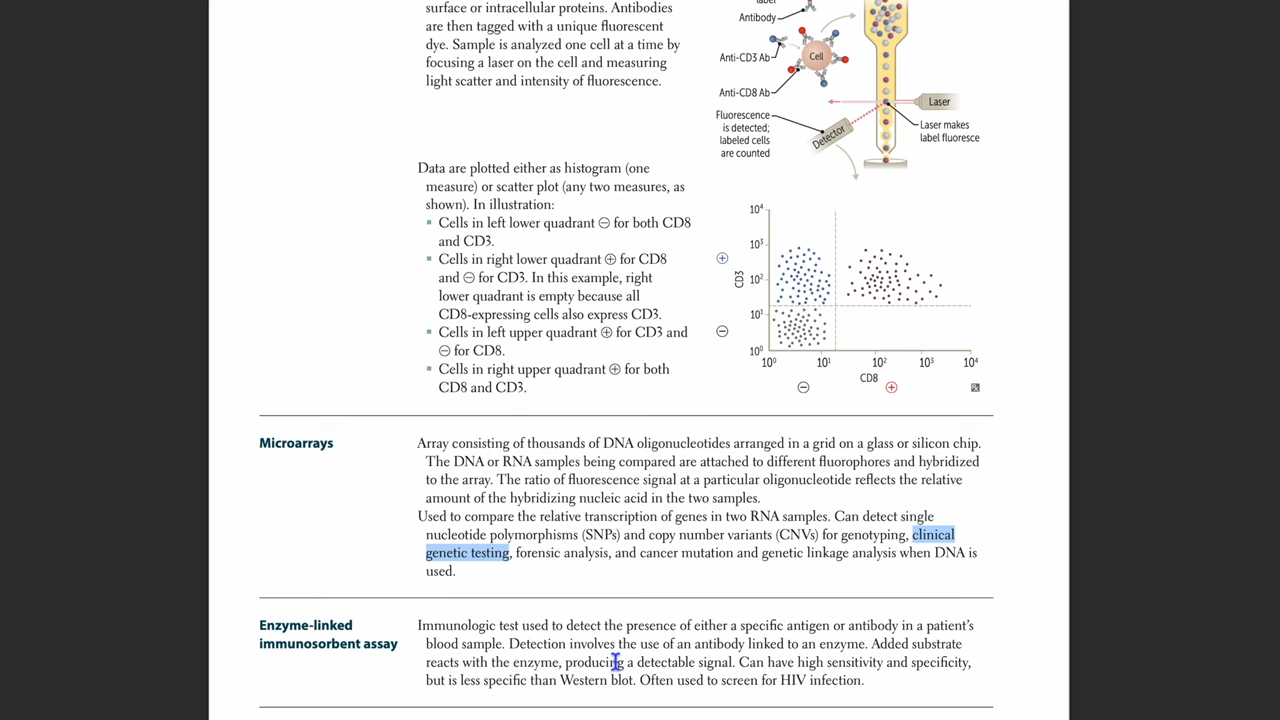 surface or intracellular proteins. Antibodies
are then tagged with a unique fluorescent
dye. Sample is analyzed one cell at a time by
focusing a laser on the cell and measuring
light scatter and intensity of fluorescence.
label
Antibody
Anti-CD3 Ab
Cell
Anti-CD8 Ab
Fluorescence
is detected;
labeled cells
are counted
Detector
Laser
Laser makes
label fluoresce
Data are plotted either as histogram (one
measure) or scatter plot (any two measures, as
shown). In illustration:
▪ Cells in left lower quadrant ⊖ for both CD8
and CD3.
▪ Cells in right lower quadrant ⊕ for CD8
and ⊖ for CD3. In this example, right
lower quadrant is empty because all
CD8-expressing cells also express CD3.
▪ Cells in left upper quadrant ⊕ for CD3 and
⊖ for CD8.
▪ Cells in right upper quadrant ⊕ for both
CD8 and CD3.
10⁴
10³
⊕
CD3
10²
10¹
⊖
10⁰
10⁰ 10¹ 10² 10³ 10⁴
CD8
⊖ ⊕
Microarrays
Array consisting of thousands of DNA oligonucleotides arranged in a grid on a glass or silicon chip.
The DNA or RNA samples being compared are attached to different fluorophores and hybridized
to the array. The ratio of fluorescence signal at a particular oligonucleotide reflects the relative
amount of the hybridizing nucleic acid in the two samples.
Used to compare the relative transcription of genes in two RNA samples. Can detect single
nucleotide polymorphisms (SNPs) and copy number variants (CNVs) for genotyping, clinical
genetic testing, forensic analysis, and cancer mutation and genetic linkage analysis when DNA is
used.
Enzyme-linked
immunosorbent assay
Immunologic test used to detect the presence of either a specific antigen or antibody in a patient's
blood sample. Detection involves the use of an antibody linked to an enzyme. Added substrate
reacts with the enzyme, producing a detectable signal. Can have high sensitivity and specificity,
but is less specific than Western blot. Often used to screen for HIV infection.